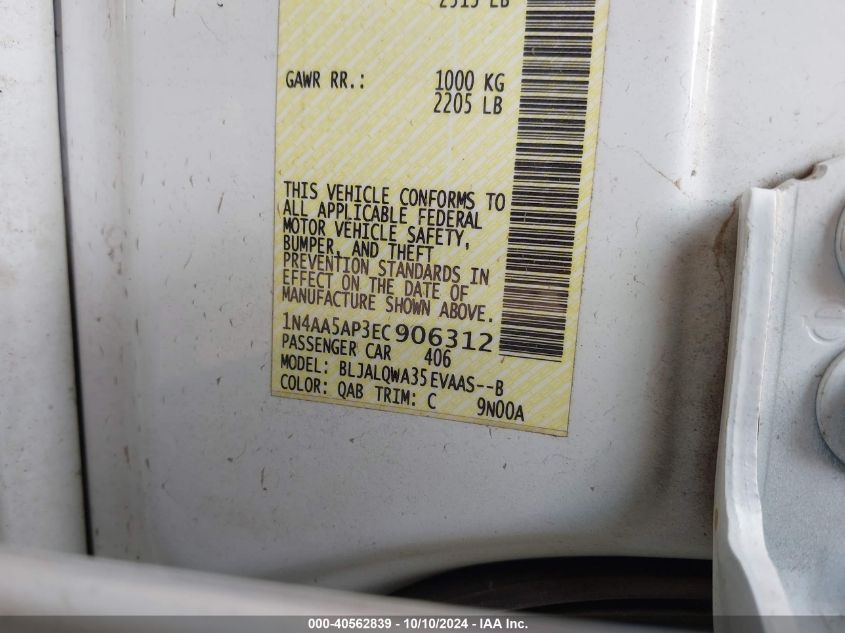 2515 LB
GAWR RR.: 1000 KG
2205 LB
THIS VEHICLE CONFORMS TO
ALL APPLICABLE FEDERAL
MOTOR VEHICLE SAFETY,
BUMPER, AND THEFT
PREVENTION STANDARDS IN
EFFECT ON THE DATE OF
MANUFACTURE SHOWN ABOVE.
1N4AA5AP3EC906312
PASSENGER CAR 406
MODEL: BLJALQWA35EVAAS--B
COLOR: QAB TRIM: C 9N00A
000-40562839 - 10/10/2024 - IAA Inc.